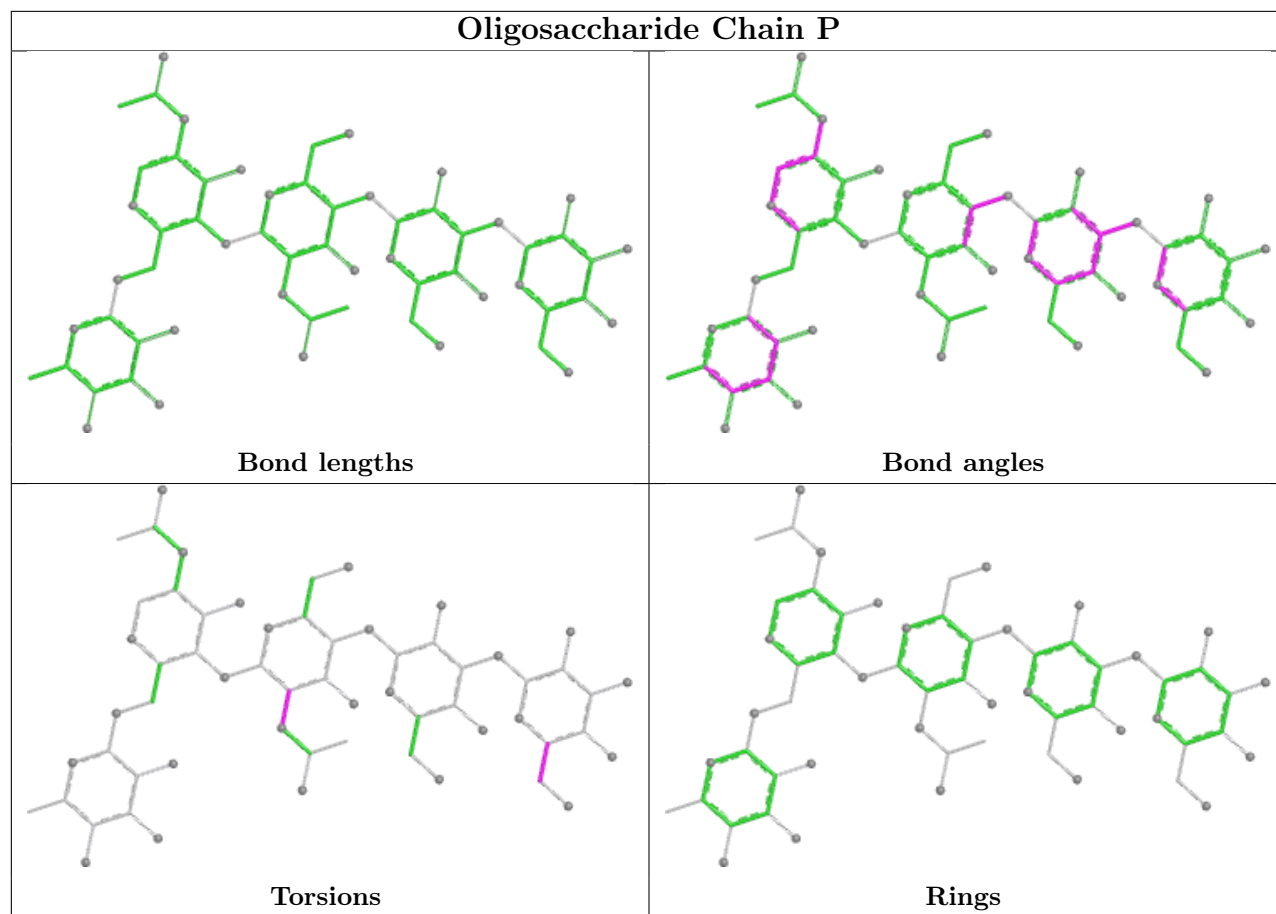 Oligosaccharide Chain P
Bond lengths
Bond angles
Torsions
Rings